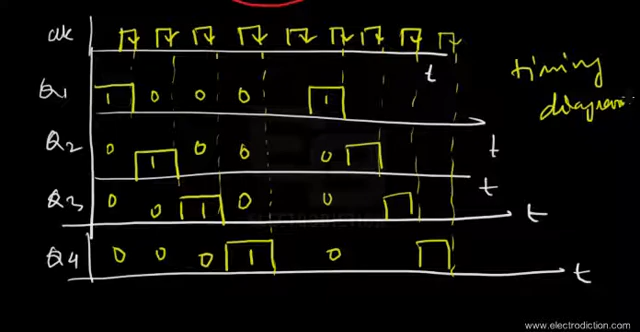 clk
t
timing
diagram
Q1 1 0 0 0 1
t
Q2 0 1 0 0 0
t
Q3 0 0 1 0 0
t
Q4 0 0 0 1 0
t
www.electrodiction.com